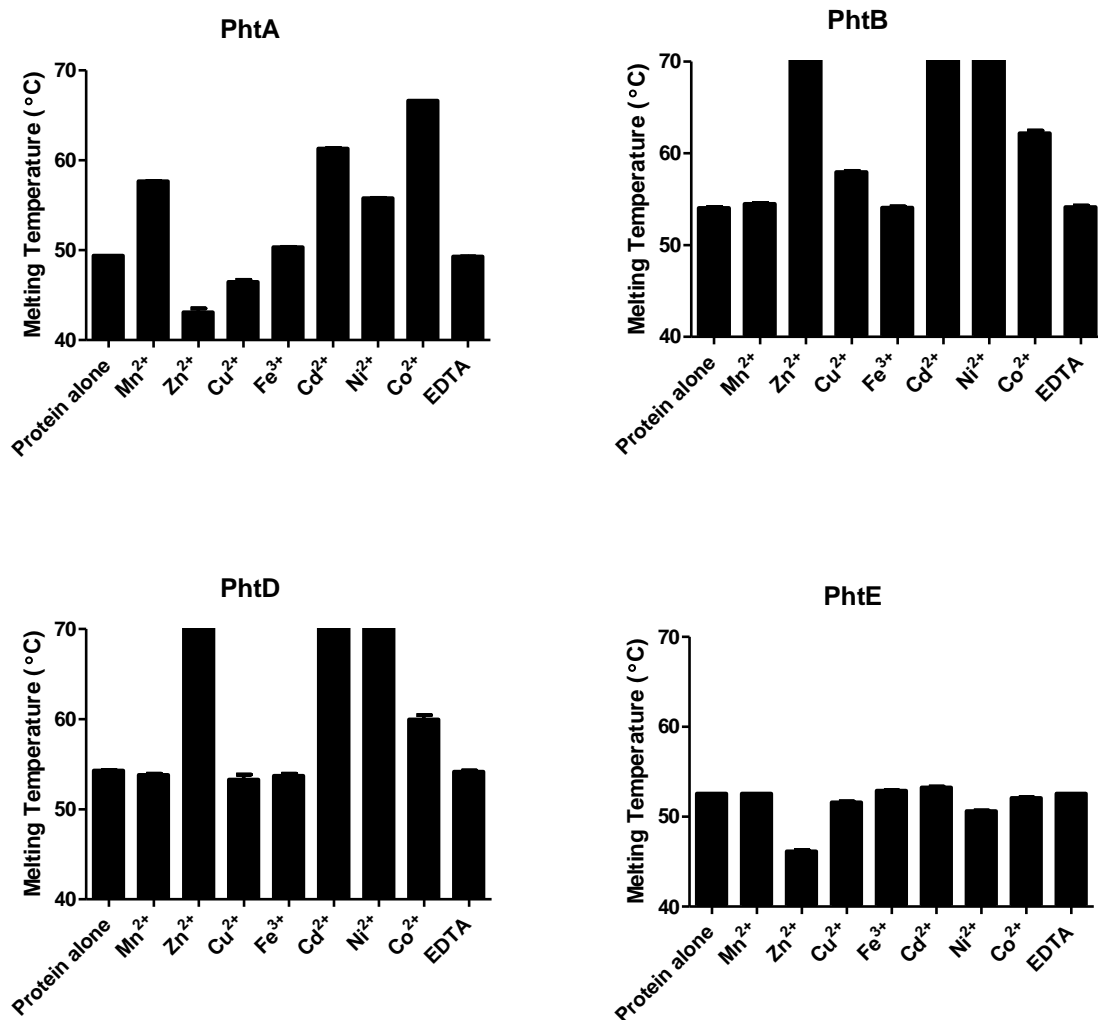 PhtA
Melting Temperature (°C)
70
60
50
40
Protein alone
Mn²⁺
Zn²⁺
Cu²⁺
Fe³⁺
Cd²⁺
Ni²⁺
Co²⁺
EDTA
PhtB
Melting Temperature (°C)
70
60
50
40
Protein alone
Mn²⁺
Zn²⁺
Cu²⁺
Fe³⁺
Cd²⁺
Ni²⁺
Co²⁺
EDTA
PhtD
Melting Temperature (°C)
70
60
50
40
Protein alone
Mn²⁺
Zn²⁺
Cu²⁺
Fe³⁺
Cd²⁺
Ni²⁺
Co²⁺
EDTA
PhtE
Melting Temperature (°C)
70
60
50
40
Protein alone
Mn²⁺
Zn²⁺
Cu²⁺
Fe³⁺
Cd²⁺
Ni²⁺
Co²⁺
EDTA